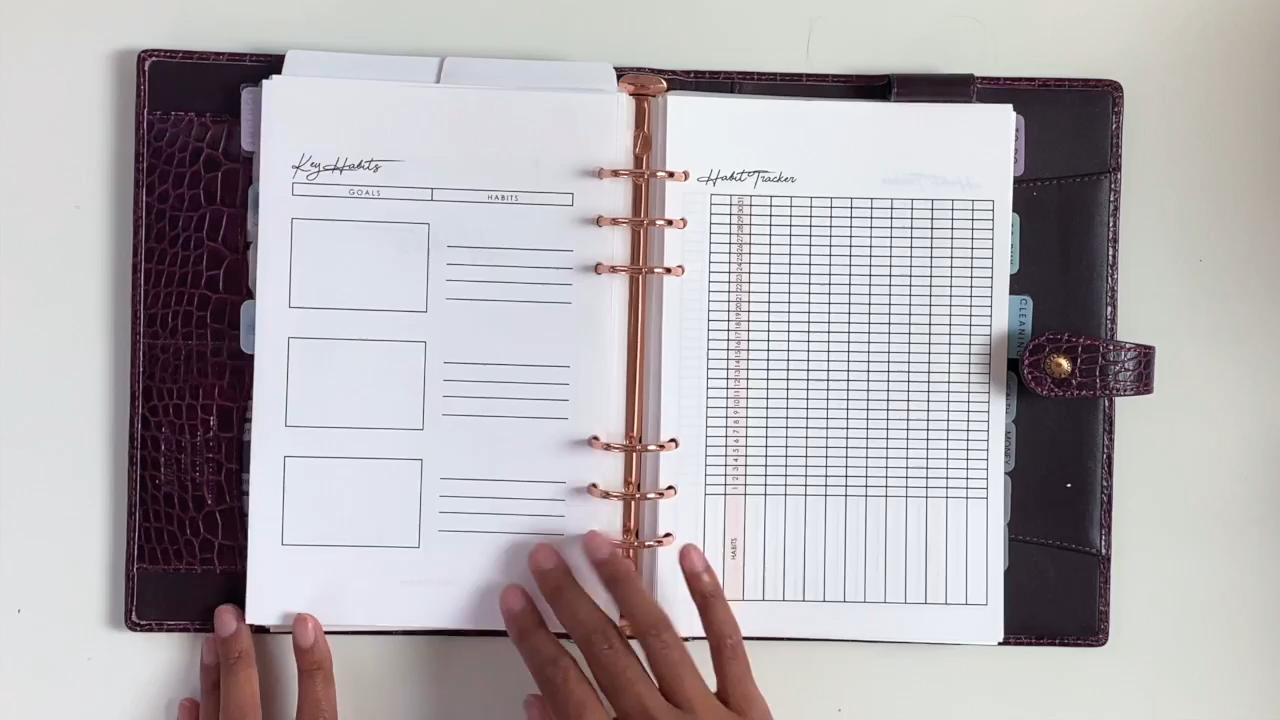 Key Habits
GOALS
HABITS
Habit Tracker
1 2 3 4 5 6 7 8 9 10 11 12 13 14 15 16 17 18 19 20 21 22 23 24 25 26 27 28 29 30 31
HABITS
CLEANING
MONEY